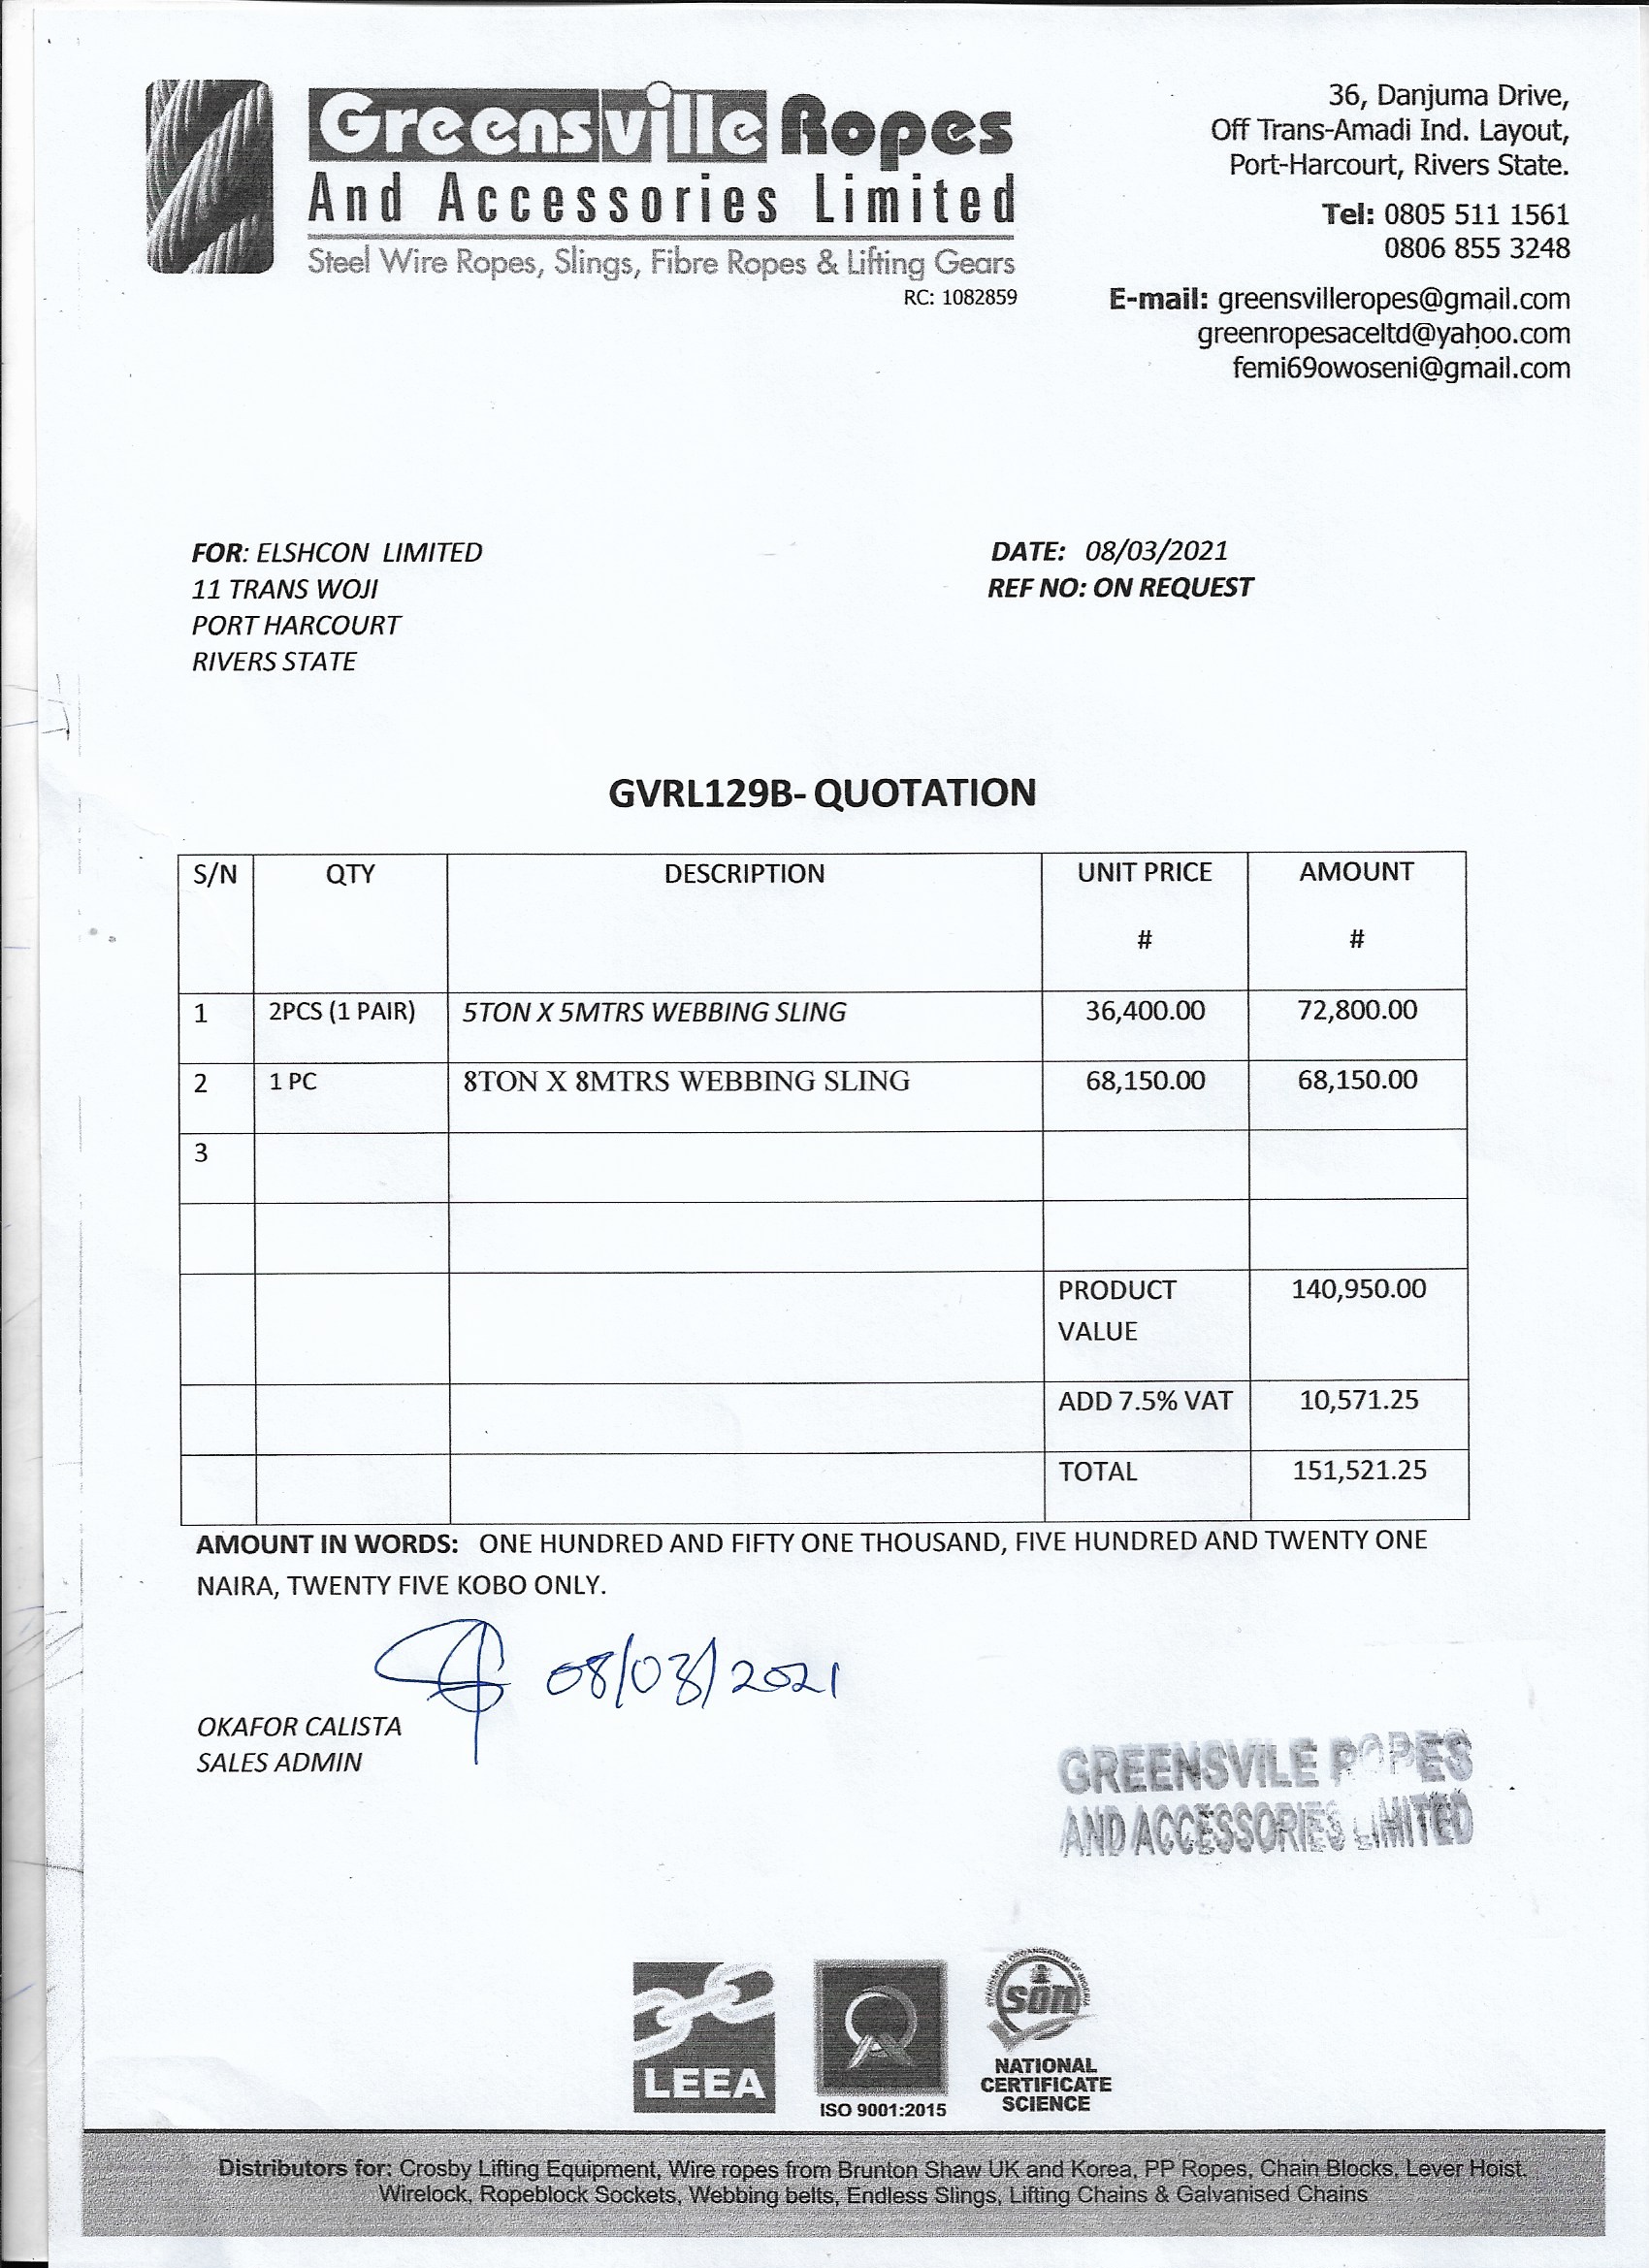 Greensville Ropes
And Accessories Limited
Steel Wire Ropes, Slings, Fibre Ropes & Lifting Gears
RC: 1082859
36, Danjuma Drive,
Off Trans-Amadi Ind. Layout,
Port-Harcourt, Rivers State.
Tel: 0805 511 1561
0806 855 3248
E-mail: greensvilleropes@gmail.com
greenropesaceltd@yahoo.com
femi69owoseni@gmail.com
FOR: ELSHCON LIMITED
11 TRANS WOJI
PORT HARCOURT
RIVERS STATE
DATE: 08/03/2021
REF NO: ON REQUEST
GVRL129B- QUOTATION
S/N QTY DESCRIPTION UNIT PRICE AMOUNT
# #
1 2PCS (1 PAIR) 5TON X 5MTRS WEBBING SLING 36,400.00 72,800.00
2 1 PC 8TON X 8MTRS WEBBING SLING 68,150.00 68,150.00
3
PRODUCT 140,950.00
VALUE
ADD 7.5% VAT 10,571.25
TOTAL 151,521.25
AMOUNT IN WORDS: ONE HUNDRED AND FIFTY ONE THOUSAND, FIVE HUNDRED AND TWENTY ONE
NAIRA, TWENTY FIVE KOBO ONLY.
08/03/2021
OKAFOR CALISTA
SALES ADMIN
GREENSVILE ROPES
AND ACCESSORIES LIMITED
LEEA
ISO 9001:2015
STANDARDS ORGANISATION OF NIGERIA
SON
NATIONAL
CERTIFICATE
SCIENCE
Distributors for: Crosby Lifting Equipment, Wire ropes from Brunton Shaw UK and Korea, PP Ropes, Chain Blocks, Lever Hoist,
Wirelock, Ropeblock Sockets, Webbing belts, Endless Slings, Lifting Chains & Galvanised Chains